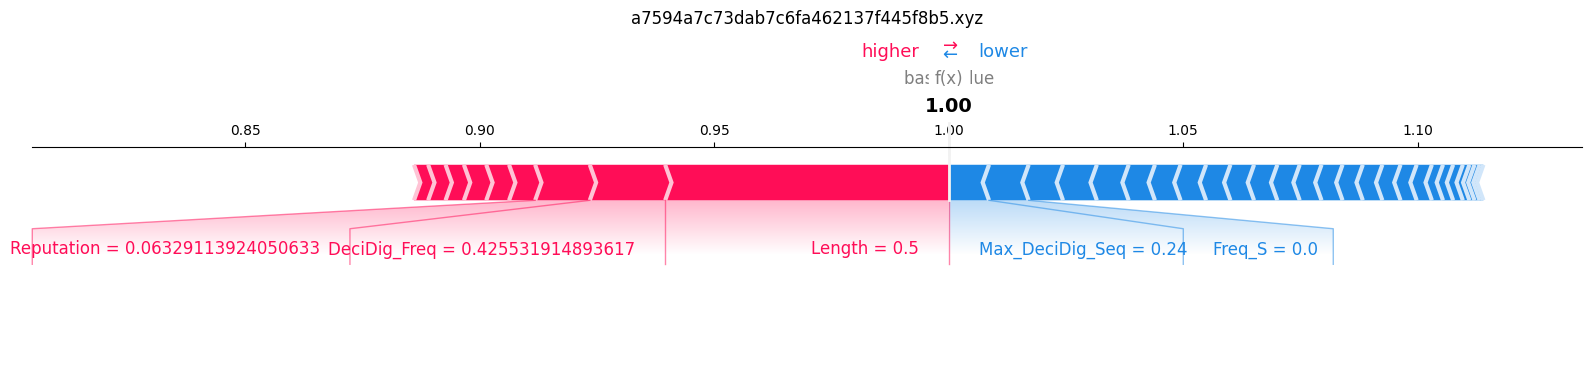 a7594a7c73dab7c6fa462137f445f8b5.xyz
higher ⇄ lower
f(x)
1.00
0.85 0.90 0.95 1.00 1.05 1.10
Reputation = 0.06329113924050633 DeciDig_Freq = 0.425531914893617 Length = 0.5 Max_DeciDig_Seq = 0.24 Freq_S = 0.0